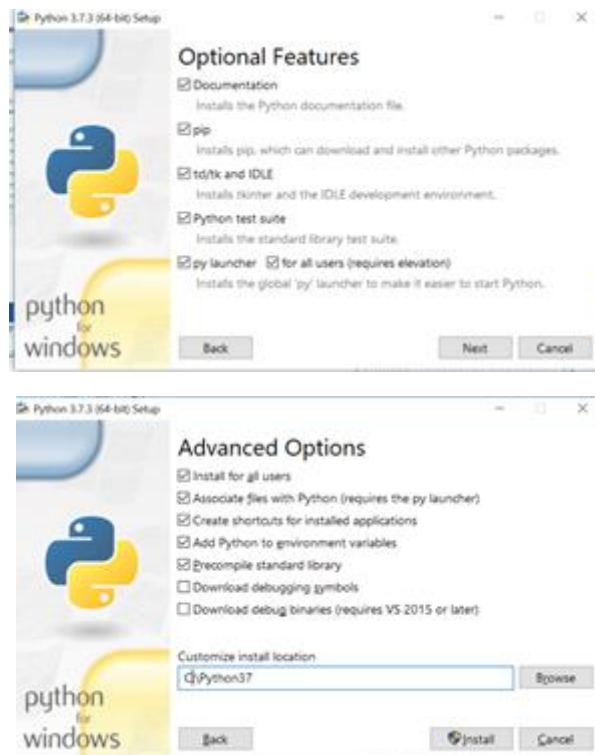 Python 3.7.3 (64-bit) Setup
Optional Features
Documentation
Installs the Python documentation file.
pip
Installs pip, which can download and install other Python packages.
td/tk and IDLE
Installs tkinter and the IDLE development environment.
Python test suite
Installs the standard library test suite.
py launcher for all users (requires elevation)
Installs the global 'py' launcher to make it easier to start Python.
python
for
windows
Back Next Cancel
Python 3.7.3 (64-bit) Setup
Advanced Options
Install for all users
Associate files with Python (requires the py launcher)
Create shortcuts for installed applications
Add Python to environment variables
Precompile standard library
Download debugging symbols
Download debug binaries (requires VS 2015 or later)
Customize install location
C:\Python37 Browse
python
for
windows
Back Install Cancel